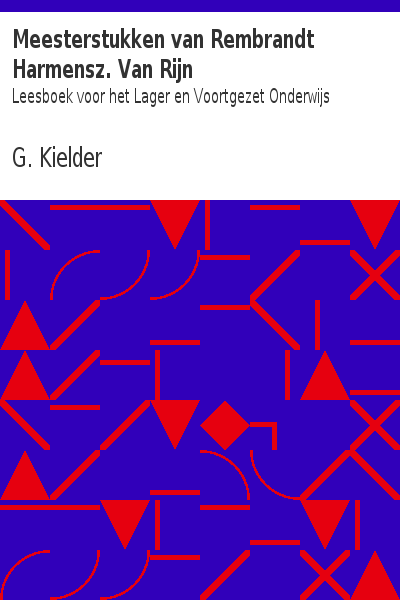 Meesterstukken van Rembrandt
Harmensz. Van Rijn
Leesboek voor het Lager en Voortgezet Onderwijs
G. Kielder